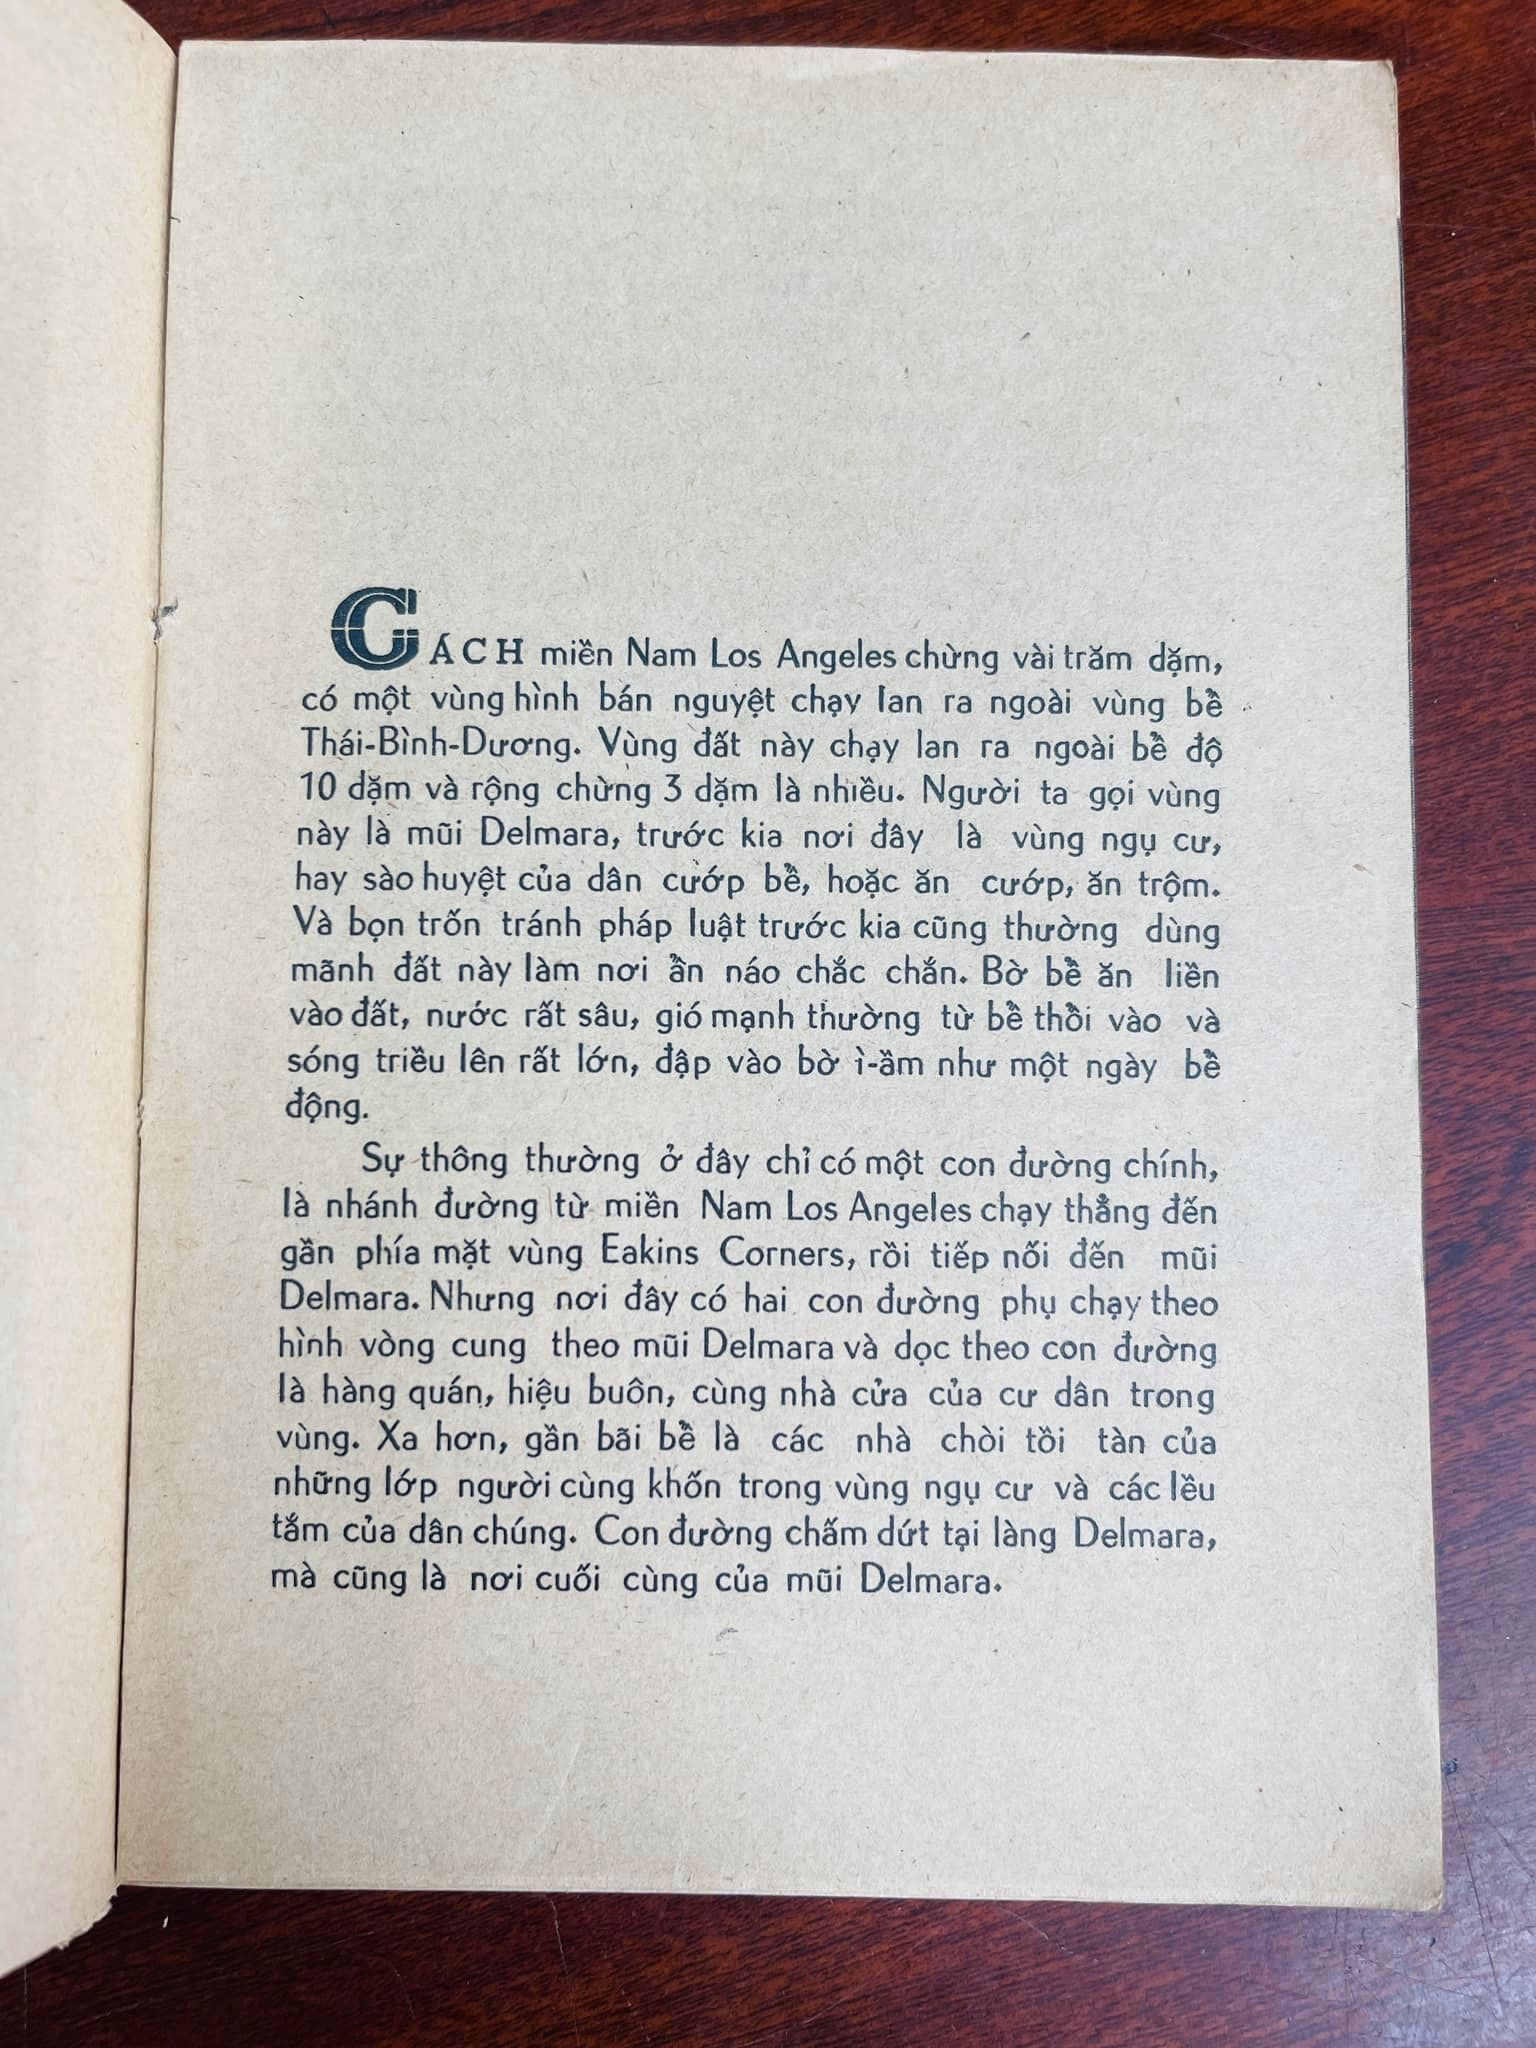 CÁCH miền Nam Los Angeles chừng vài trăm dặm,
có một vùng hình bán nguyệt chạy lan ra ngoài vùng bể
Thái-Bình-Dương. Vùng đất này chạy lan ra ngoài bể độ
10 dặm và rộng chừng 3 dặm là nhiều. Người ta gọi vùng
này là mũi Delmara, trước kia nơi đây là vùng ngụ cư,
hay sào huyệt của dân cướp bể, hoặc ăn cướp, ăn trộm.
Và bọn trốn tránh pháp luật trước kia cũng thường dùng
mãnh đất này làm nơi ẩn náo chắc chắn. Bờ bể ăn liền
vào đất, nước rất sâu, gió mạnh thường từ bể thổi vào và
sóng triều lên rất lớn, đập vào bờ ì-ầm như một ngày bể
động.
Sự thông thường ở đây chỉ có một con đường chính,
là nhánh đường từ miền Nam Los Angeles chạy thẳng đến
gần phía mặt vùng Eakins Corners, rồi tiếp nối đến mũi
Delmara. Nhưng nơi đây có hai con đường phụ chạy theo
hình vòng cung theo mũi Delmara và dọc theo con đường
là hàng quán, hiệu buôn, cùng nhà cửa của cư dân trong
vùng. Xa hơn, gần bãi bể là các nhà chòi tồi tàn của
những lớp người cùng khốn trong vùng ngụ cư và các lều
tắm của dân chúng. Con đường chấm dứt tại làng Delmara,
mà cũng là nơi cuối cùng của mũi Delmara.